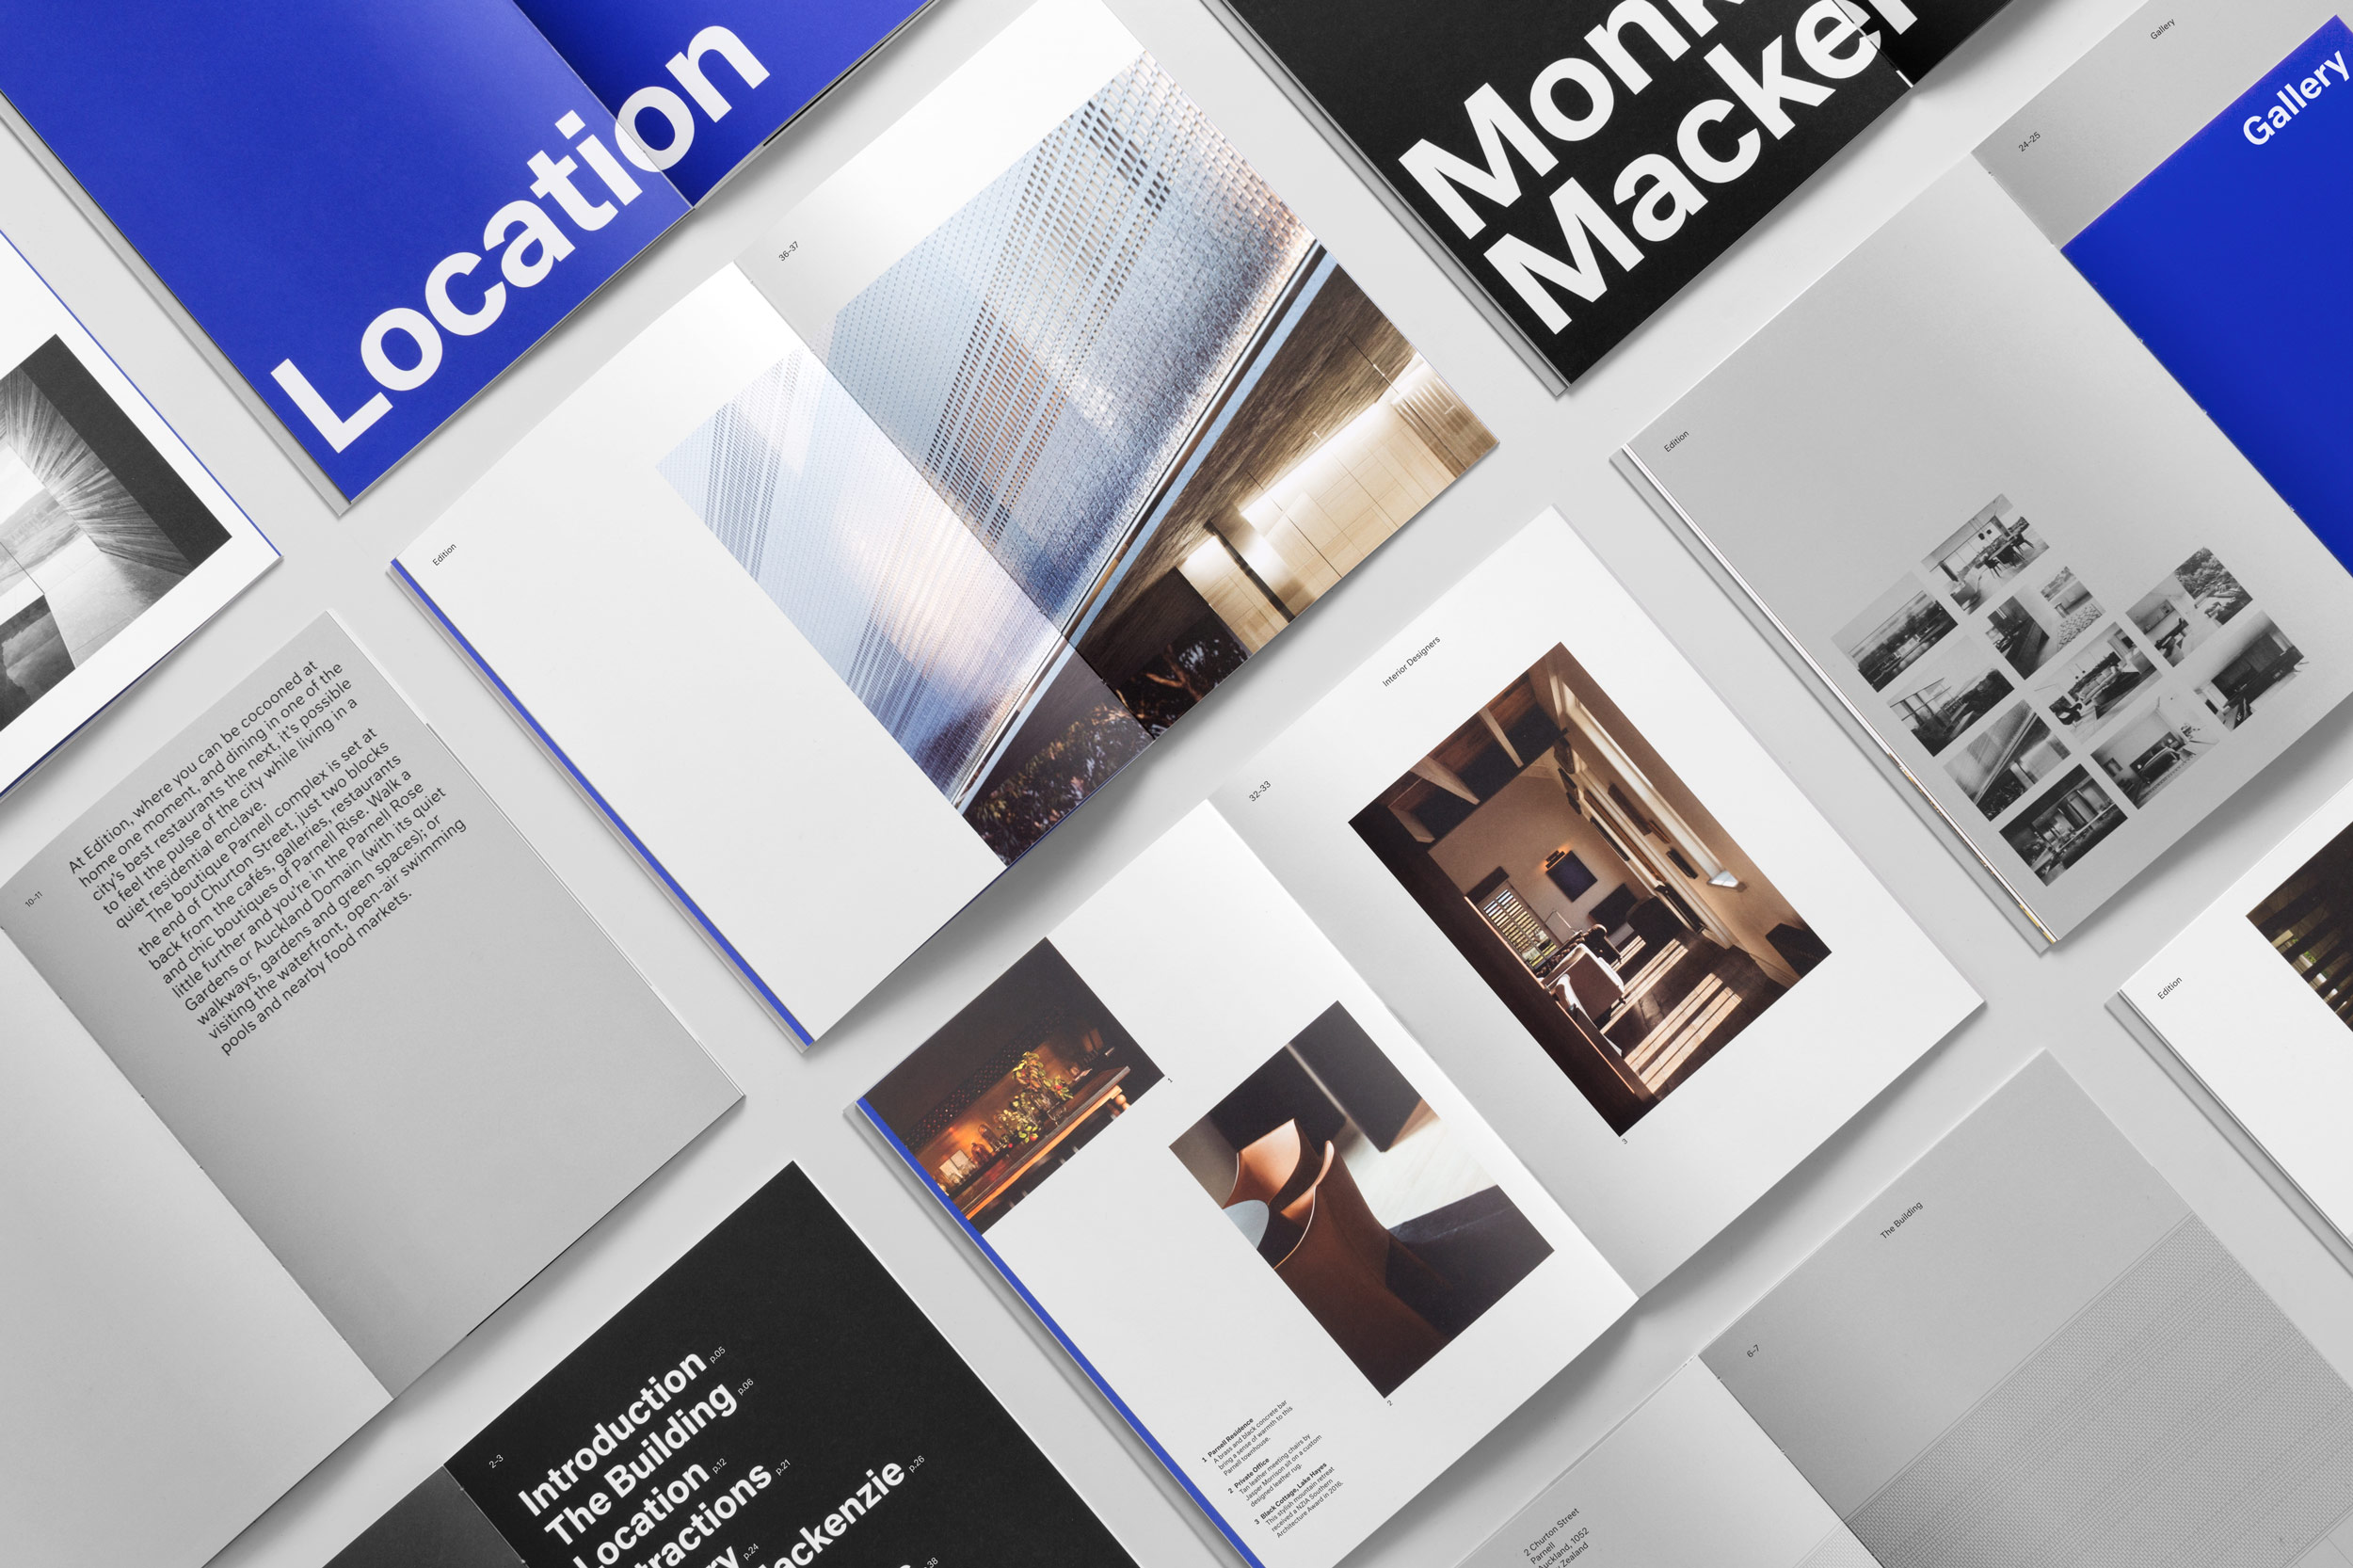 Location
Monk
Macke
Gallery
Gallery
24–25
36–37
Edition
Edition
Interior Designers
32–33
At Edition, where you can be cocooned at
home one moment, and dining in one of the
city's best restaurants the next, it's possible
to feel the pulse of the city while living in a
quiet residential enclave.
The boutique Parnell complex is set at
the end of Churton Street, just two blocks
back from the cafés, galleries, restaurants
and chic boutiques of Parnell Rise. Walk a
little further and you're in the Parnell Rose
Gardens or Auckland Domain (with its quiet
walkways, gardens and green spaces); or
visiting the waterfront, open-air swimming
pools and nearby food markets.
10–11
1
2
3
1 Parnell Residence
A brass and black concrete bar
bring a sense of warmth to this
Parnell townhouse.
2 Private Office
Tan leather meeting chairs by
Jasper Morrison sit on a custom
designed leather rug.
3 Black Cottage, Lake Hayes
This stylish mountain retreat
received a NZIA Southern
Architecture Award in 2016.
Edition
The Building
6–7
2 Churton Street
Parnell
Auckland, 1052
Zealand
2–3
Introduction p.05
The Building p.06
Location p.12
tractions p.21
ry p.24
ackenzie p.26
.38